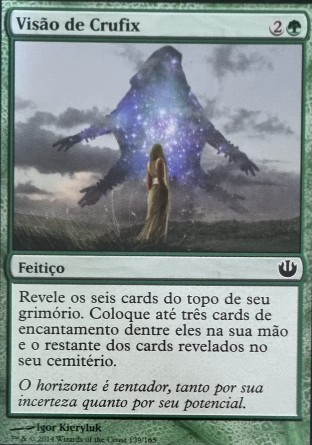 Visão de Crufix 2
Feitiço
Revele os seis cards do topo de seu
grimório. Coloque até três cards de
encantamento dentre eles na sua mão
e o restante dos cards revelados no
seu cemitério.
O horizonte é tentador, tanto por sua
incerteza quanto por seu potencial.
Igor Kieryluk
™ & © 2014 Wizards of the Coast 139/165